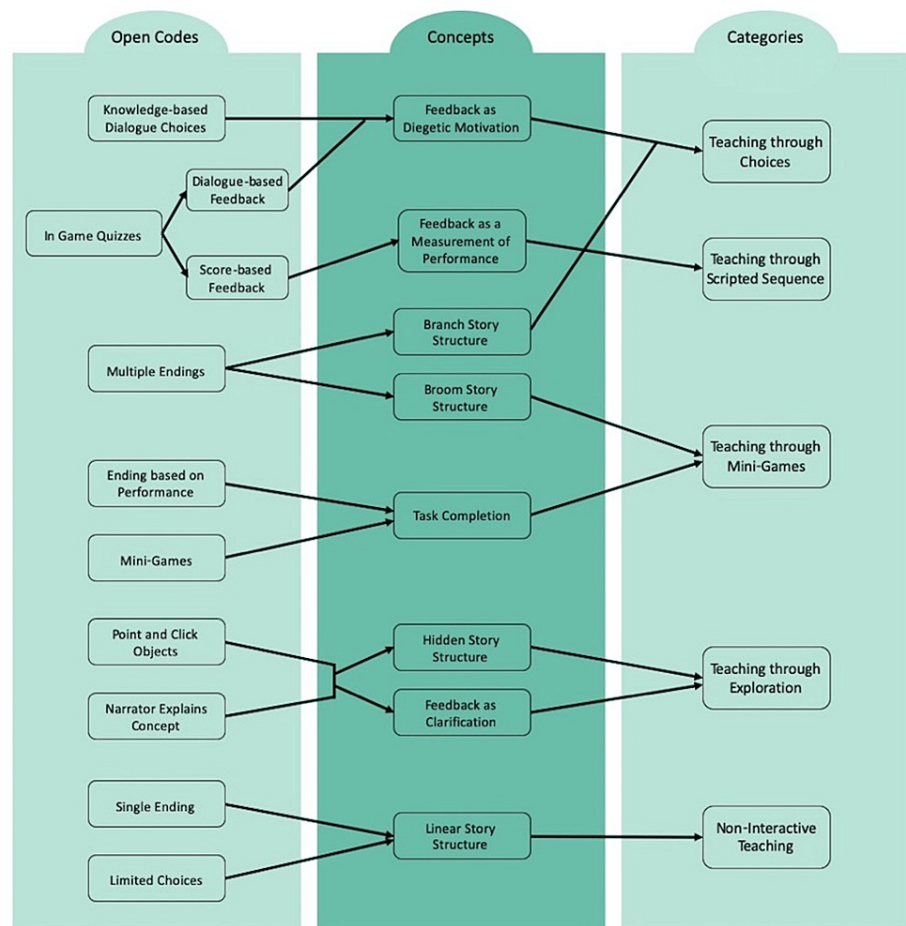 Open Codes
Concepts
Categories
Knowledge-based
Dialogue Choices
Dialogue-based
Feedback
In Game Quizzes
Score-based
Feedback
Multiple Endings
Ending based on
Performance
Mini-Games
Point and Click
Objects
Narrator Explains
Concept
Single Ending
Limited Choices
Feedback as
Diegetic Motivation
Feedback as a
Measurement of
Performance
Branch Story
Structure
Broom Story
Structure
Task Completion
Hidden Story
Structure
Feedback as
Clarification
Linear Story
Structure
Teaching through
Choices
Teaching through
Scripted Sequence
Teaching through
Mini-Games
Teaching through
Exploration
Non-Interactive
Teaching